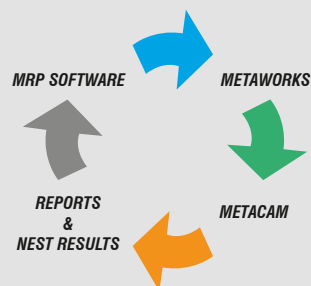 MRP SOFTWARE
METAWORKS
METACAM
REPORTS
&
NEST RESULTS